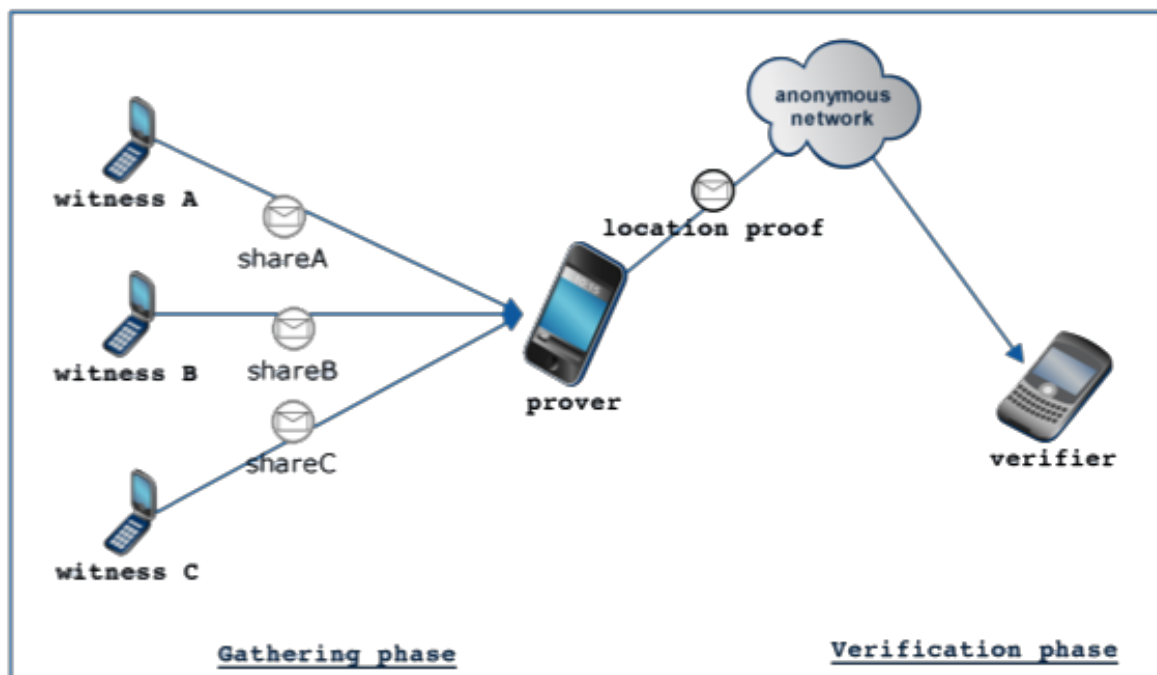 anonymous
network
witness A
location proof
shareA
witness B
shareB
prover
shareC
verifier
witness C
Gathering phase
Verification phase